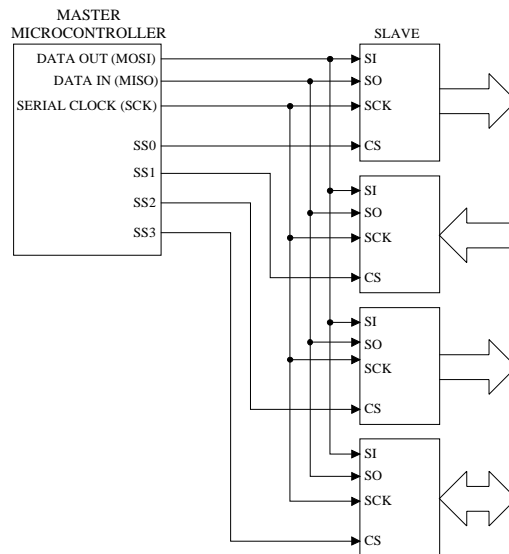 MASTER
MICROCONTROLLER
DATA OUT (MOSI)
DATA IN (MISO)
SERIAL CLOCK (SCK)
SS0
SS1
SS2
SS3
SLAVE
SI
SO
SCK
CS
SI
SO
SCK
CS
SI
SO
SCK
CS
SI
SO
SCK
CS